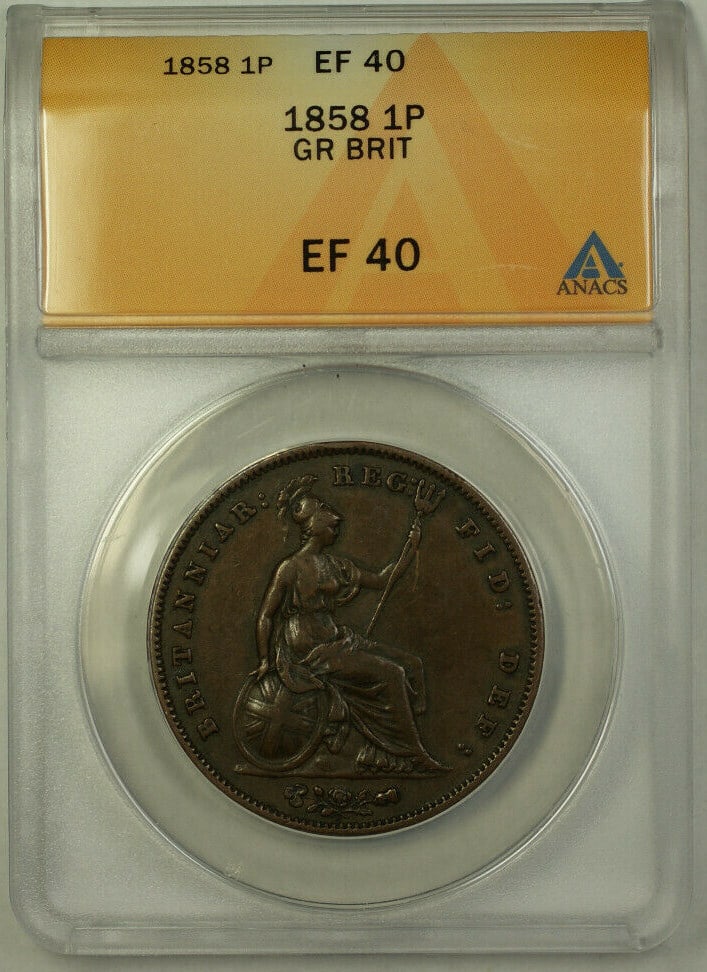 1858 1P EF 40
1858 1P
GR BRIT
EF 40
ANACS
BRITANNIAR: REG: FID: DEF: